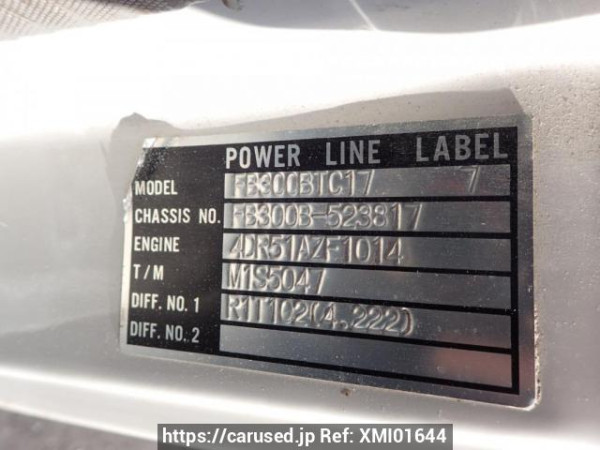 POWER LINE LABEL
MODEL FB300BTC17 7
CHASSIS NO. FB300B-523817
ENGINE 4DR51AZF1014
T/M M1S5047
DIFF. NO. 1 R1T102(4.222)
DIFF. NO. 2
https://carused.jp Ref: XMI01644